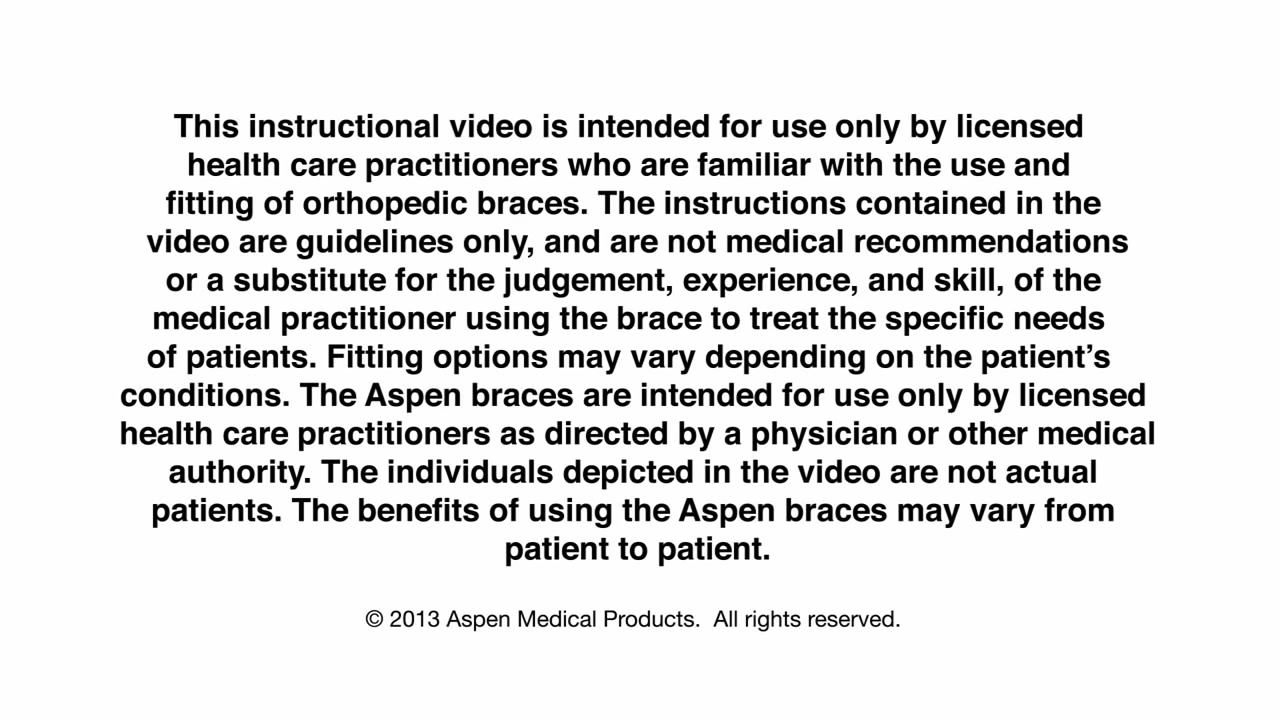 This instructional video is intended for use only by licensed
health care practitioners who are familiar with the use and
fitting of orthopedic braces. The instructions contained in the
video are guidelines only, and are not medical recommendations
or a substitute for the judgement, experience, and skill, of the
medical practitioner using the brace to treat the specific needs
of patients. Fitting options may vary depending on the patient’s
conditions. The Aspen braces are intended for use only by licensed
health care practitioners as directed by a physician or other medical
authority. The individuals depicted in the video are not actual
patients. The benefits of using the Aspen braces may vary from
patient to patient.
© 2013 Aspen Medical Products.  All rights reserved.